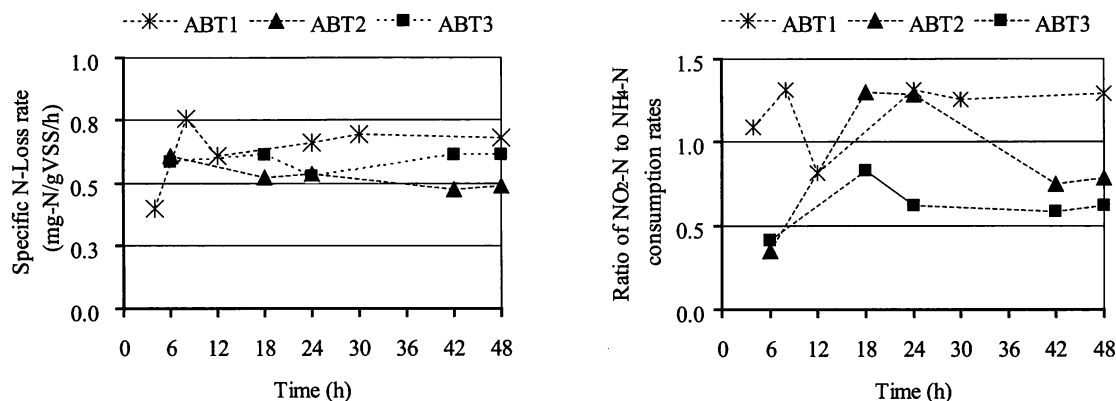 ABT1 ABT2 ABT3
Specific N-Loss rate
(mg-N/gVSS/h)
1.0
0.8
0.5
0.3
0.0
0 6 12 18 24 30 36 42 48
Time (h)
ABT1 ABT2 ABT3
Ratio of NO2-N to NH4-N
consumption rates
1.5
1.0
0.5
0.0
0 6 12 18 24 30 36 42 48
Time (h)